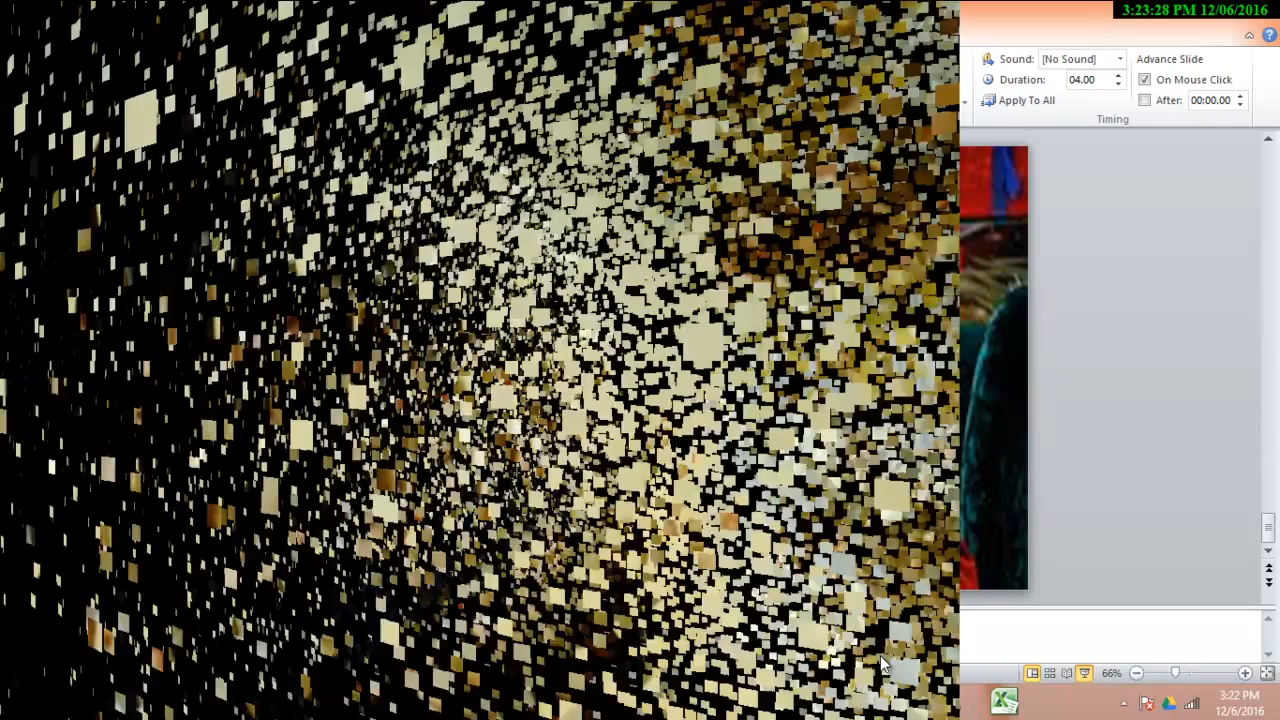 3:23:28 PM 12/06/2016
Sound: [No Sound] Advance Slide
Duration: 04.00 On Mouse Click
Apply To All After: 00:00.00
Timing
66%
3:22 PM
12/6/2016